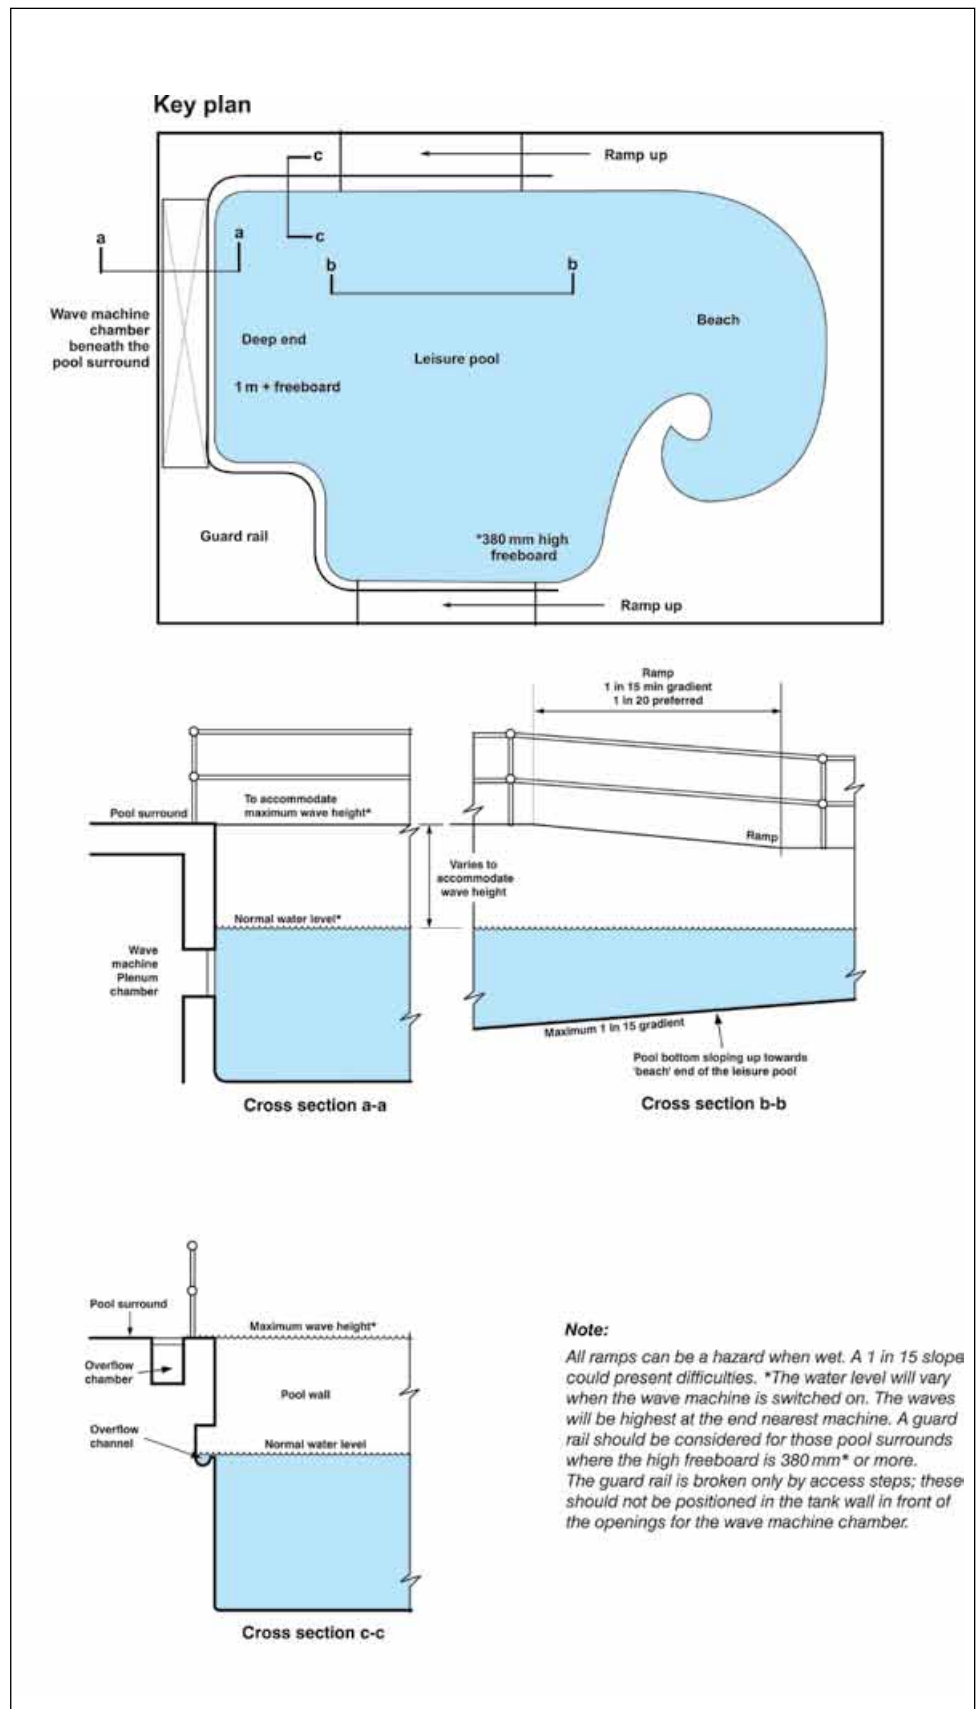 Key plan
c
Ramp up
c
a
a
b
b
Wave machine
chamber
beneath the
pool surround
Deep end
Leisure pool
Beach
1 m + freeboard
Guard rail
*380 mm high
freeboard
Ramp up
Ramp
1 in 15 min gradient
1 in 20 preferred
Pool surround
To accommodate
maximum wave height*
Ramp
Varies to
accommodate
wave height
Normal water level*
Wave
machine
Plenum
chamber
Maximum 1 in 15 gradient
Pool bottom sloping up towards
'beach' end of the leisure pool
Cross section a-a
Cross section b-b
Pool surround
Maximum wave height*
Overflow
chamber
Pool wall
Overflow
channel
Normal water level
Cross section c-c
Note:
All ramps can be a hazard when wet. A 1 in 15 slope
could present difficulties. *The water level will vary
when the wave machine is switched on. The waves
will be highest at the end nearest machine. A guard
rail should be considered for those pool surrounds
where the high freeboard is 380 mm* or more.
The guard rail is broken only by access steps; these
should not be positioned in the tank wall in front of
the openings for the wave machine chamber.